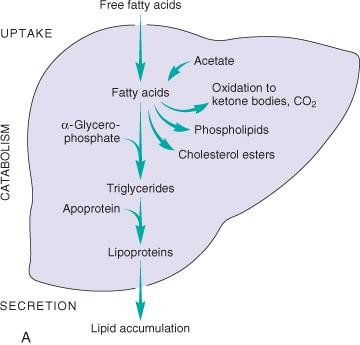 Free fatty acids
UPTAKE
Acetate
Fatty acids
Oxidation to
ketone bodies, CO₂
α-Glycero-
phosphate
Phospholipids
Cholesterol esters
CATABOLISM
Triglycerides
Apoprotein
Lipoproteins
SECRETION
Lipid accumulation
A